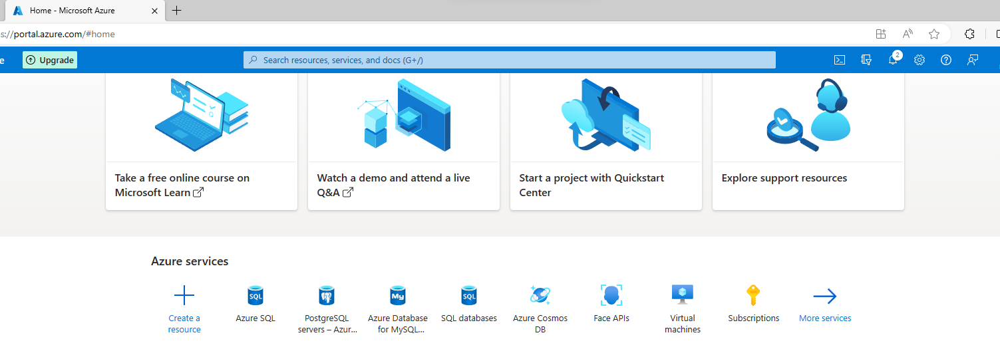 Home - Microsoft Azure
s://portal.azure.com/#home
e
Upgrade
Search resources, services, and docs (G+/)
2
Take a free online course on
Microsoft Learn
Watch a demo and attend a live
Q&A
Start a project with Quickstart
Center
Explore support resources
Azure services
Create a
resource
SQL
Azure SQL
PostgreSQL
servers – Azur...
My
Azure Database
for MySQL...
SQL
SQL databases
Azure Cosmos
DB
Face APIs
Virtual
machines
Subscriptions
More services